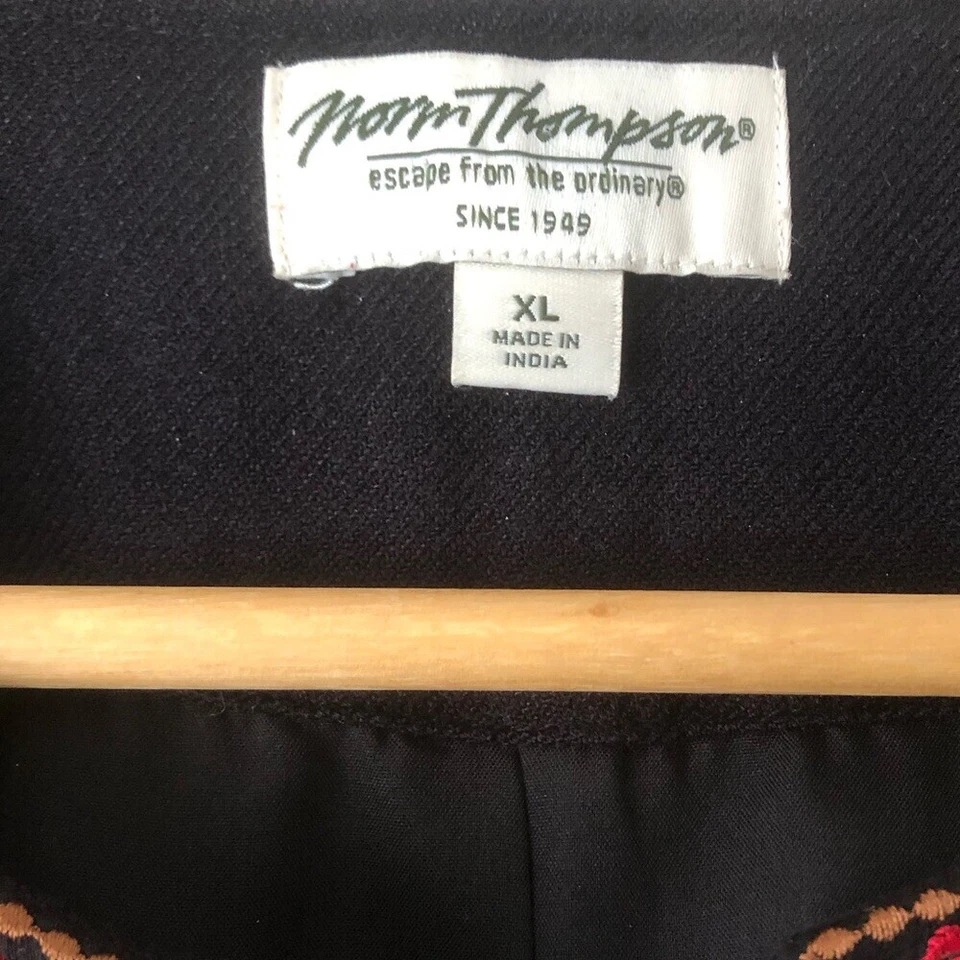 Norm Thompson®
escape from the ordinary®
SINCE 1949
XL
MADE IN
INDIA